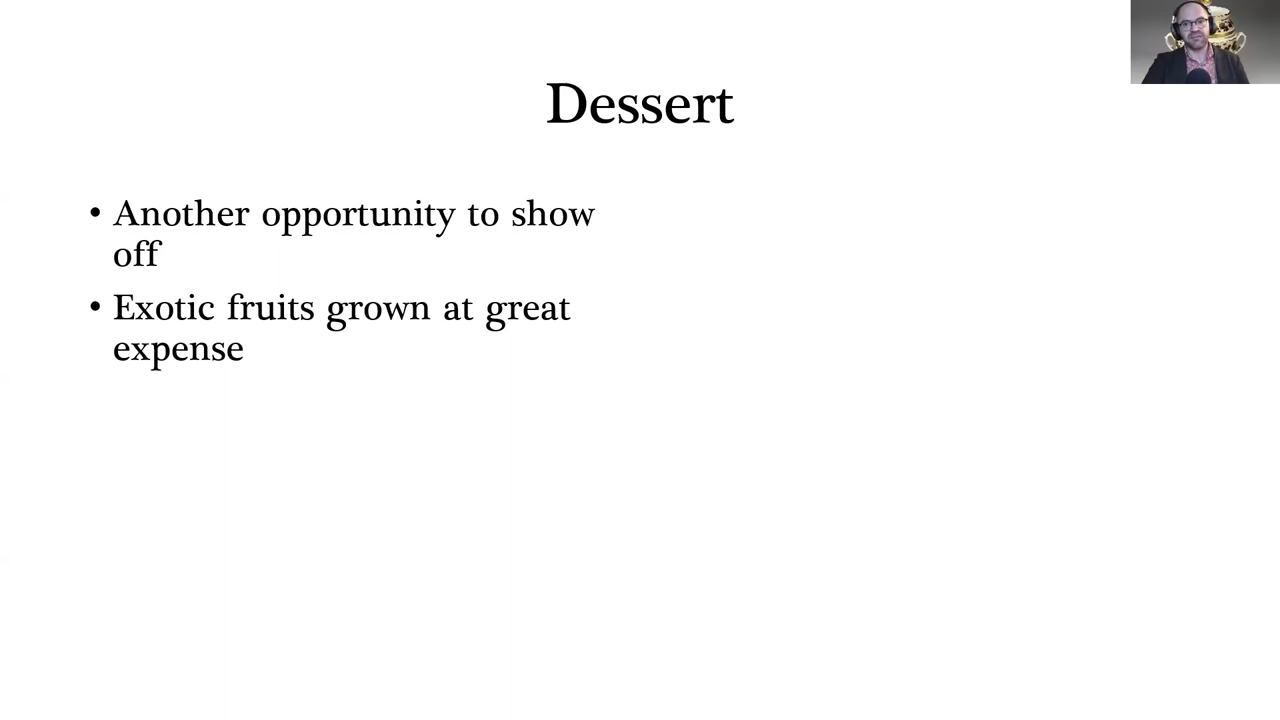 Dessert
• Another opportunity to show
off
• Exotic fruits grown at great
expense